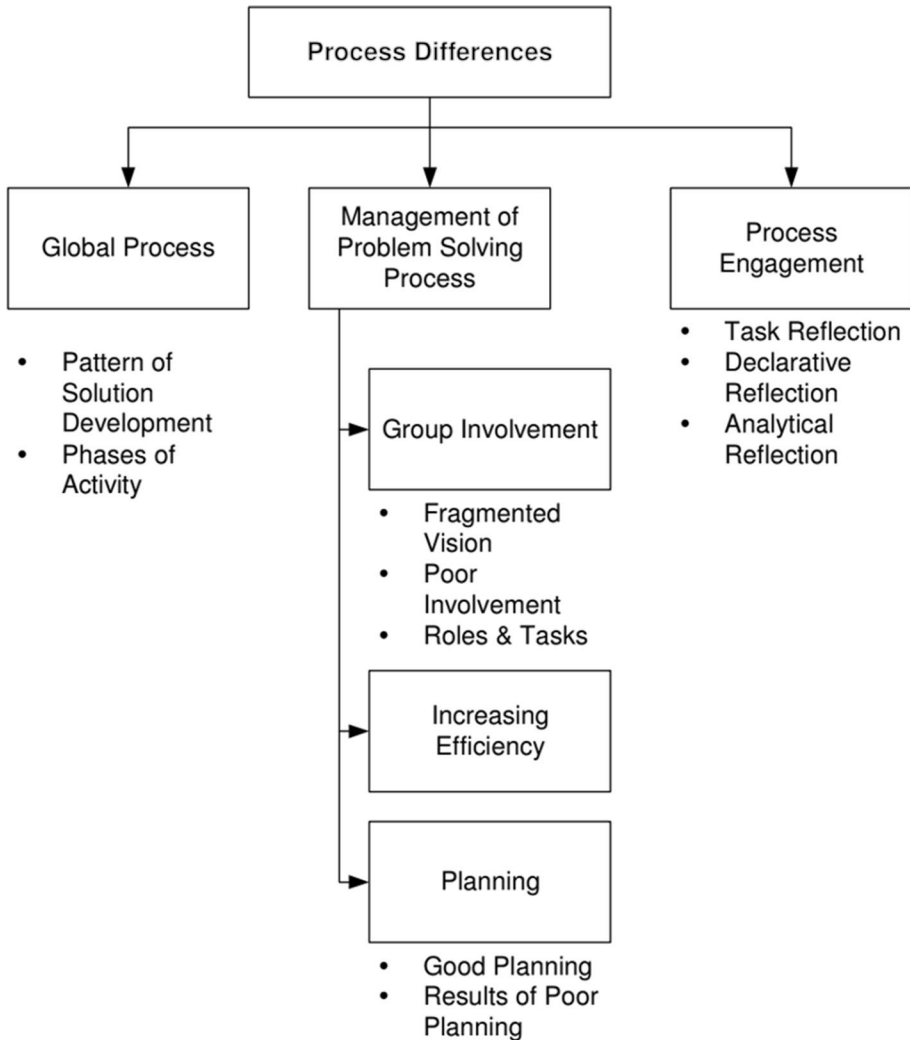 Process Differences
Global Process
Management of
Problem Solving
Process
Process
Engagement
• Pattern of
Solution
Development
• Phases of
Activity
• Task Reflection
• Declarative
Reflection
• Analytical
Reflection
Group Involvement
• Fragmented
Vision
• Poor
Involvement
• Roles & Tasks
Increasing
Efficiency
Planning
• Good Planning
• Results of Poor
Planning